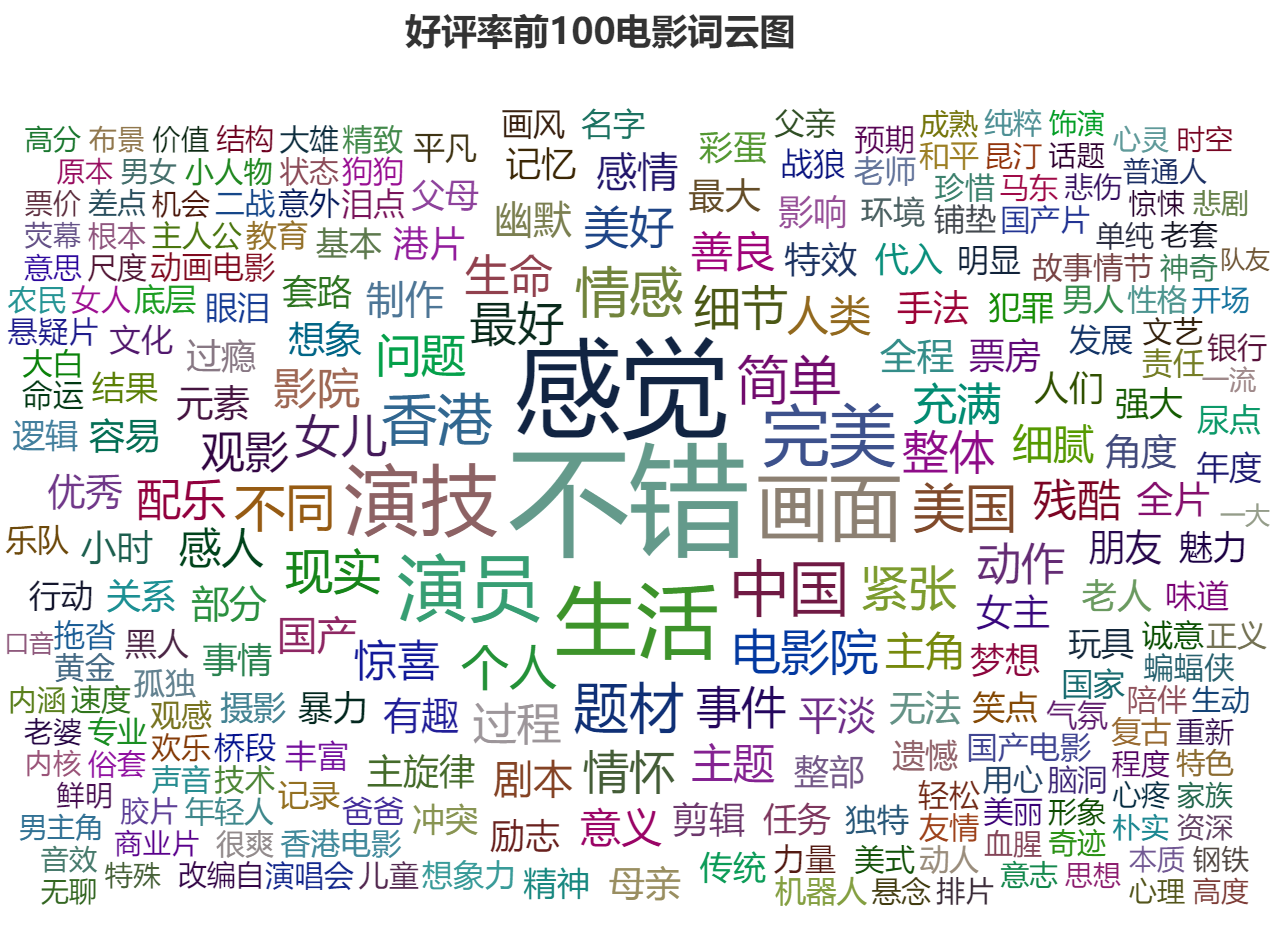 好评率前100电影词云图
画风 名字 父亲
高分 布景 价值 结构 大雄 精致 平凡 彩蛋 预期 成熟 纯粹 饰演 心灵 时空
原本 男女 小人物 状态 狗狗 记忆 感情 战狼 老师 和平 昆汀 话题 普通人
票价 差点 机会 二战 意外 泪点 父母 幽默 美好 最大 影响 环境 珍惜 马东 悲伤 惊悚 悲剧
荧幕 根本 主人公 教育 基本 港片 善良 特效 代入 铺垫 国产片 单纯 老套
意思 尺度 动画电影 生命 情感 明显 故事情节 神奇 队友
农民 女人 底层 眼泪 套路 制作 最好 细节 人类 手法 犯罪 男人 性格 开场
悬疑片 文化 过瘾 想象 问题 全程 票房 发展 文艺 银行
大白 命运 结果 元素 影院 感觉 简单 充满 人们 强大 责任 一流
逻辑 容易 观影 女儿 香港 完美 整体 细腻 角度 尿点 年度
优秀 配乐 不同 演技 不错 画面 美国 残酷 全片 一大
乐队 小时 感人 现实 演员 中国 紧张 动作 朋友 魅力
行动 关系 部分 生活 女主 老人 味道
口音 拖沓 黑人 国产 惊喜 个人 电影院 主角 梦想 玩具 诚意 正义
黄金 事情 孤独 国家 蝙蝠侠
内涵 速度 观感 摄影 暴力 有趣 过程 题材 事件 平淡 无法 笑点 气氛 陪伴 生动
老婆 专业 欢乐 桥段 丰富 遗憾 国产电影 复古 重新
内核 俗套 声音 技术 主旋律 剧本 情怀 主题 整部 用心 脑洞 程度 特色
鲜明 胶片 年轻人 记录 爸爸 冲突 轻松 美丽 形象 心疼 家族
男主角 商业片 很爽 香港电影 励志 意义 剪辑 任务 独特 友情 血腥 奇迹 朴实 资深
音效 特殊 改编自 演唱会 儿童 想象力 精神 母亲 传统 力量 美式 动人 意志 思想 本质 钢铁
无聊 机器人 悬念 排片 心理 高度